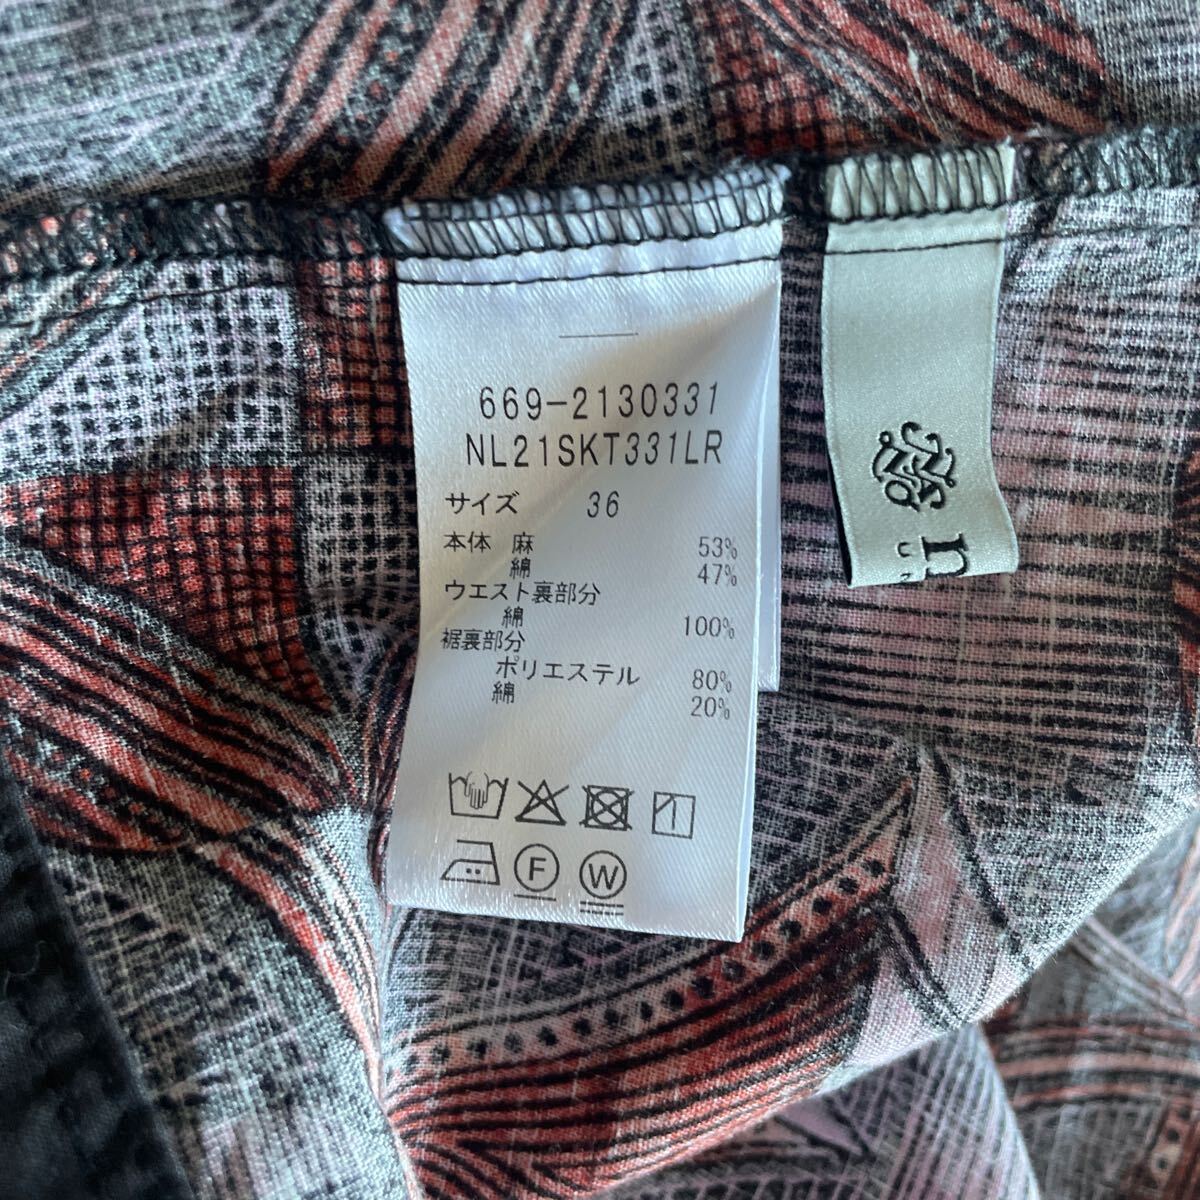 669-2130331
NL21SKT331LR
サイズ 36
本体 麻 53%
綿 47%
ウエスト裏部分
綿 100%
裾裏部分
ポリエステル 80%
綿 20%
F W
n
U